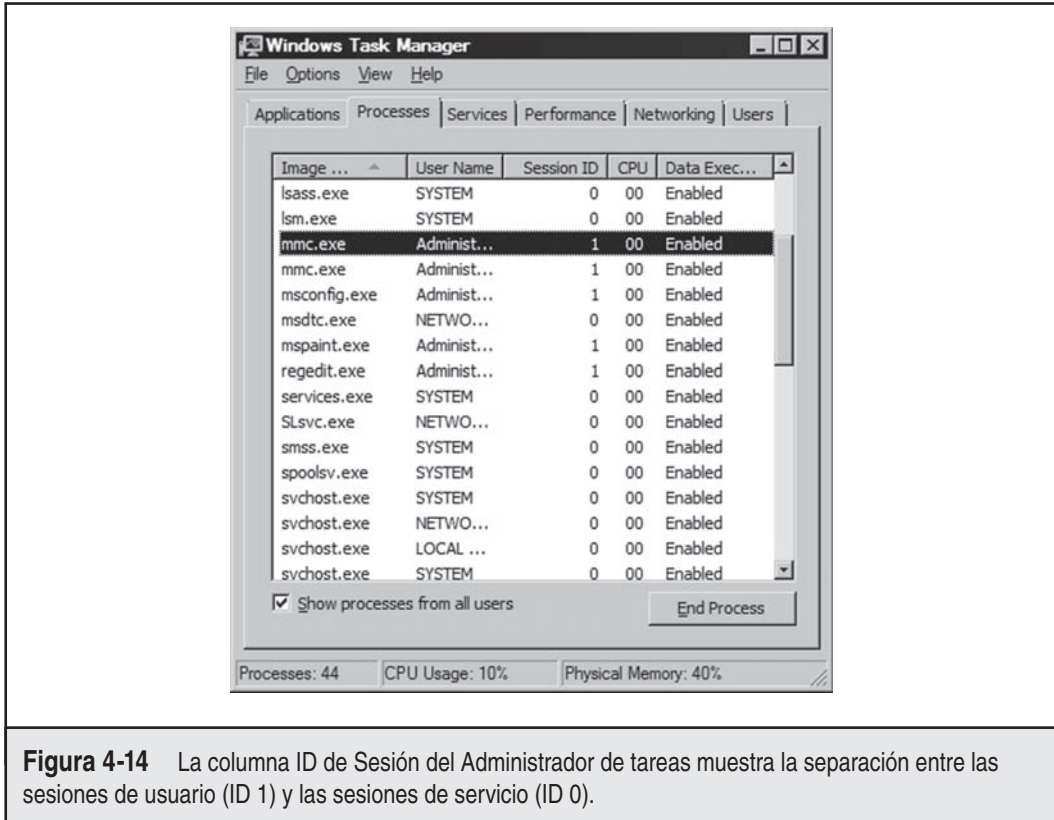 Windows Task Manager
File Options View Help
Applications Processes Services Performance Networking Users
Image ... User Name Session ID CPU Data Exec...
lsass.exe SYSTEM 0 00 Enabled
lsm.exe SYSTEM 0 00 Enabled
mmc.exe Administ... 1 00 Enabled
mmc.exe Administ... 1 00 Enabled
msconfig.exe Administ... 1 00 Enabled
msdtc.exe NETWO... 0 00 Enabled
mspaint.exe Administ... 1 00 Enabled
regedit.exe Administ... 1 00 Enabled
services.exe SYSTEM 0 00 Enabled
SLsvc.exe NETWO... 0 00 Enabled
smss.exe SYSTEM 0 00 Enabled
spoolsv.exe SYSTEM 0 00 Enabled
svchost.exe SYSTEM 0 00 Enabled
svchost.exe NETWO... 0 00 Enabled
svchost.exe LOCAL ... 0 00 Enabled
svchost.exe SYSTEM 0 00 Enabled
Show processes from all users End Process
Processes: 44 CPU Usage: 10% Physical Memory: 40%
Figura 4-14 La columna ID de Sesión del Administrador de tareas muestra la separación entre las
sesiones de usuario (ID 1) y las sesiones de servicio (ID 0).